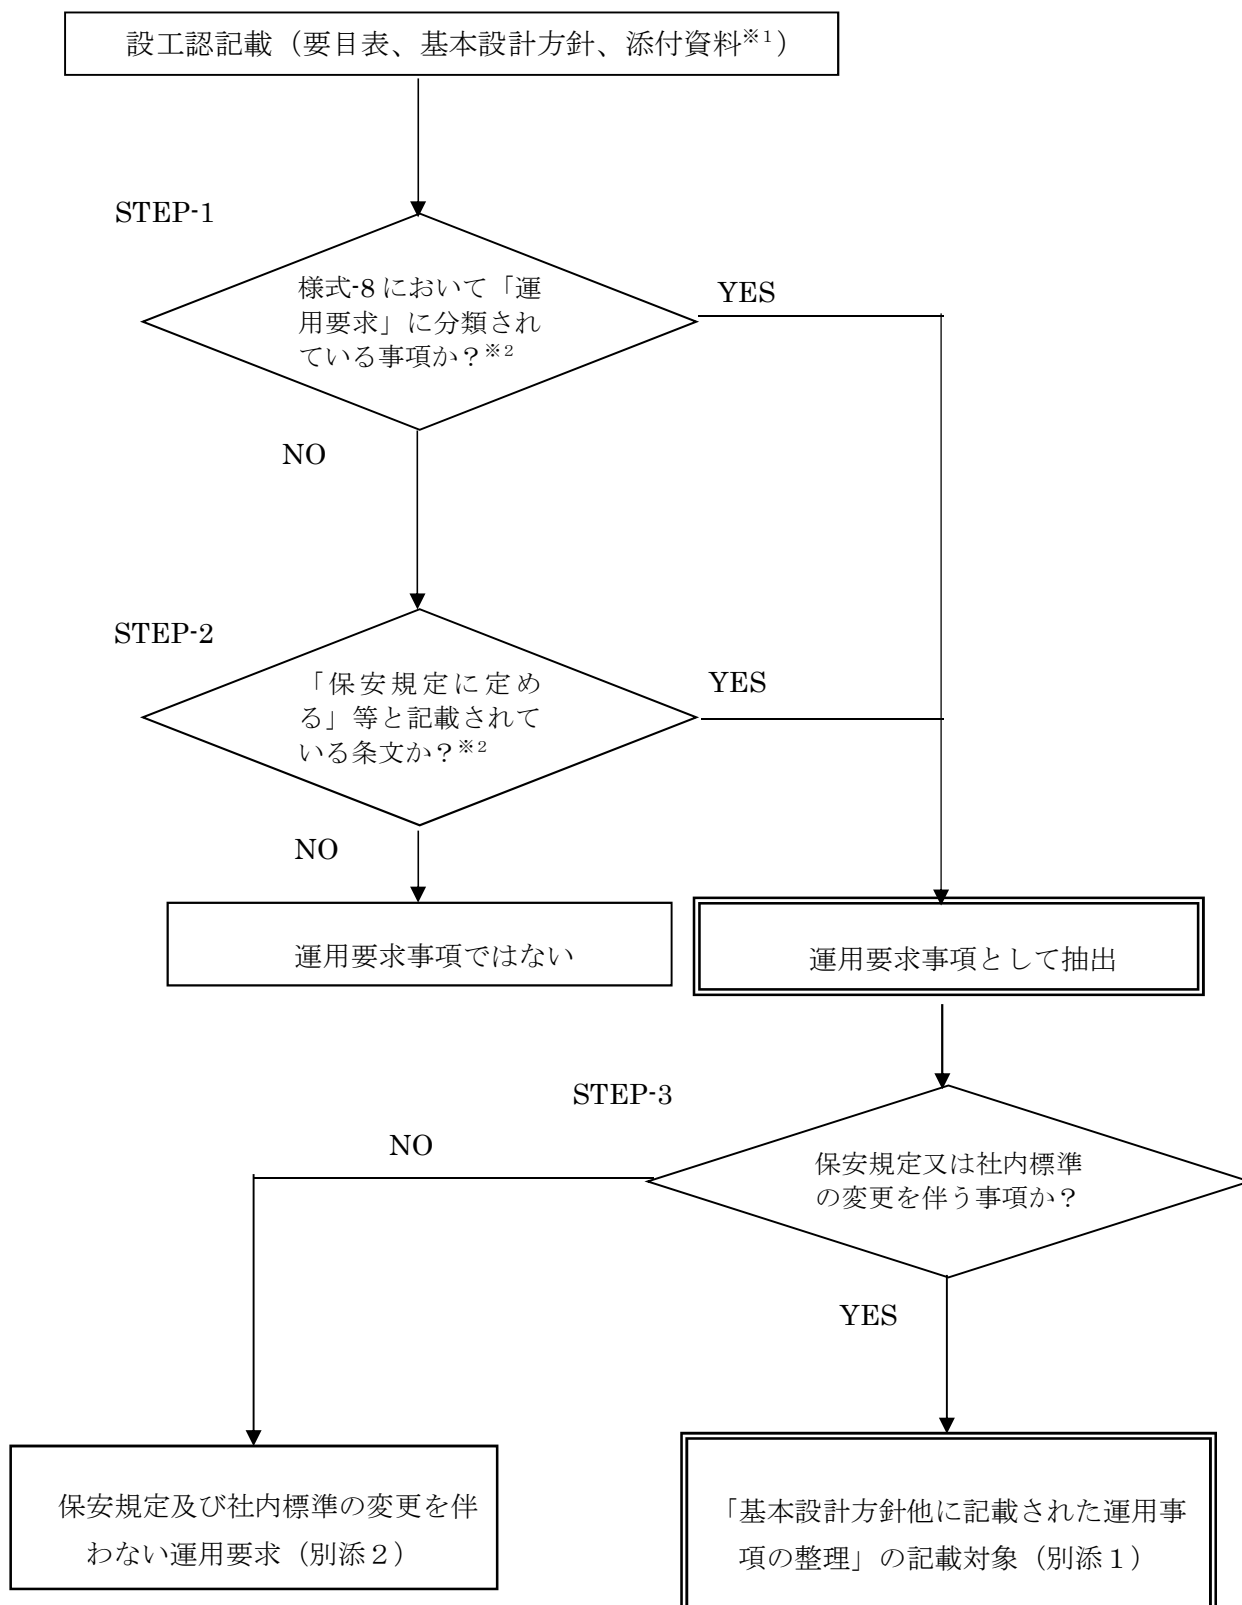 設工認記載（要目表、基本設計方針、添付資料※1）
STEP-1
様式-8において「運
用要求」に分類され
ている事項か？※2
YES
NO
STEP-2
「保安規定に定め
る」等と記載されて
いる条文か？※2
YES
NO
運用要求事項ではない
運用要求事項として抽出
STEP-3
NO
保安規定又は社内標準
の変更を伴う事項か？
YES
保安規定及び社内標準の変更を伴
わない運用要求（別添２）
「基本設計方針他に記載された運用事
項の整理」の記載対象（別添１）